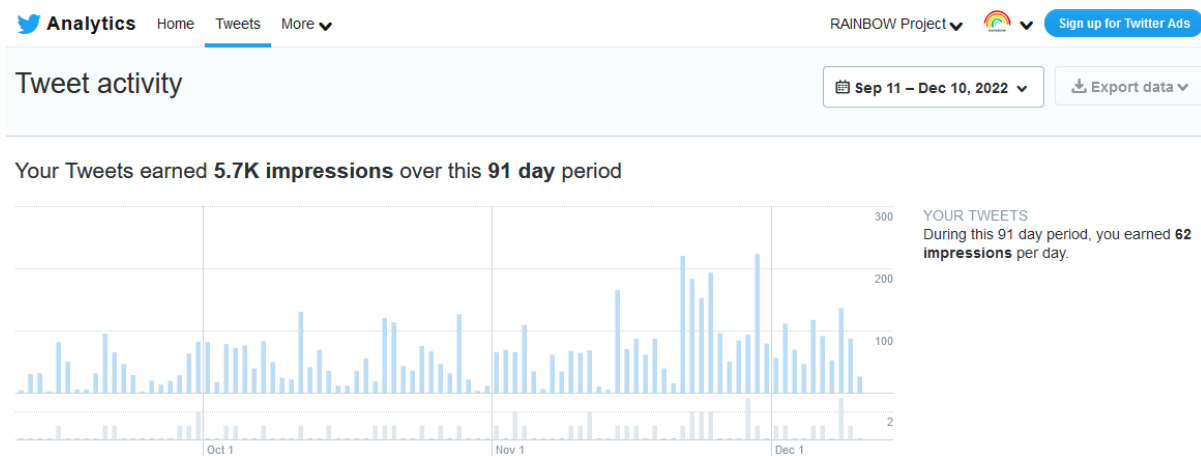 Analytics Home Tweets More RAINBOW Project Sign up for Twitter Ads
Tweet activity
Sep 11 – Dec 10, 2022
Export data
Your Tweets earned 5.7K impressions over this 91 day period
300
200
100
2
Oct 1
Nov 1
Dec 1
YOUR TWEETS
During this 91 day period, you earned 62
impressions per day.